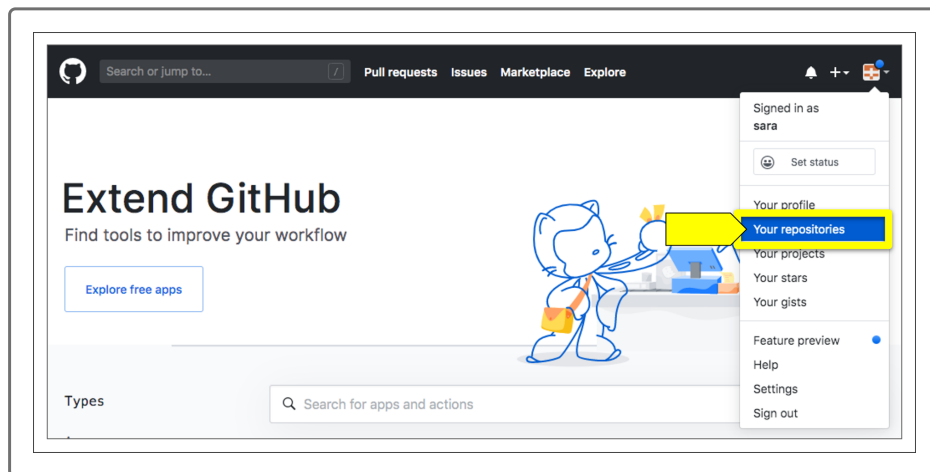 Search or jump to...
/
Pull requests Issues Marketplace Explore
Signed in as
sara
Set status
Your profile
Your repositories
Your projects
Your stars
Your gists
Feature preview
Help
Settings
Sign out
Extend GitHub
Find tools to improve your workflow
Explore free apps
Types
Search for apps and actions